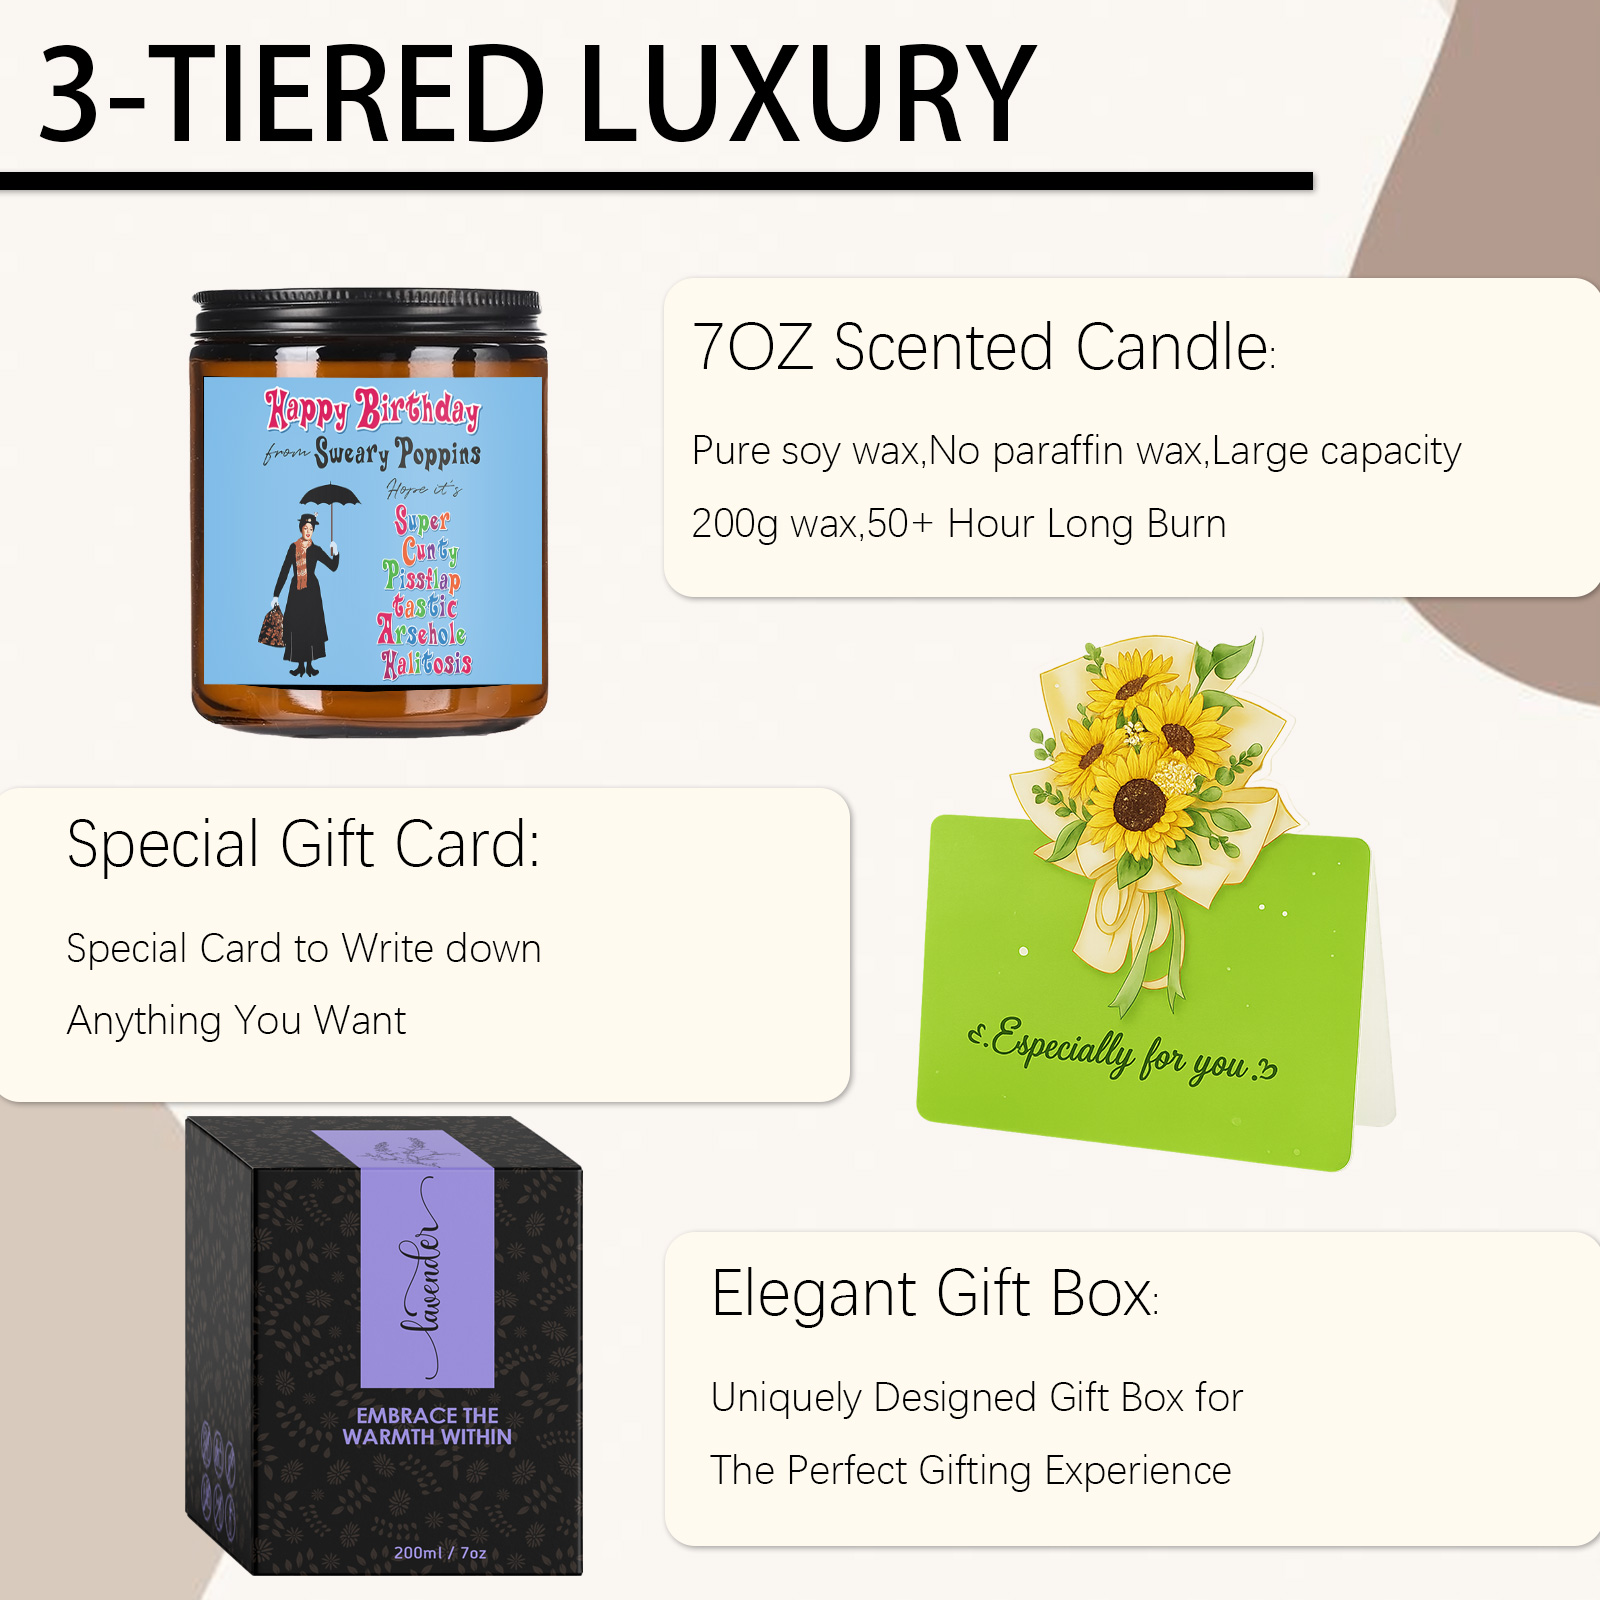 3-TIERED LUXURY
Happy Birthday
from Sweary Poppins
Hope it's
Super
Cunty
Pissflap
tastic
Arsehole
Halitosis
7OZ Scented Candle:
Pure soy wax,No paraffin wax,Large capacity
200g wax,50+ Hour Long Burn
Special Gift Card:
Special Card to Write down
Anything You Want
Especially for you
lavender
EMBRACE THE
WARMTH WITHIN
200ml / 7oz
Elegant Gift Box:
Uniquely Designed Gift Box for
The Perfect Gifting Experience